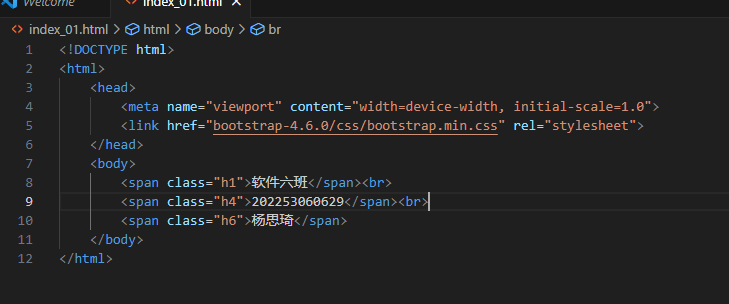 Welcome index_01.html ×
index_01.html > html > body > br
1 <!DOCTYPE html>
2 <html>
3 <head>
4 <meta name="viewport" content="width=device-width, initial-scale=1.0">
5 <link href="bootstrap-4.6.0/css/bootstrap.min.css" rel="stylesheet">
6 </head>
7 <body>
8 <span class="h1">软件六班</span><br>
9 <span class="h4">202253060629</span><br>
10 <span class="h6">杨思琦</span>
11 </body>
12 </html>